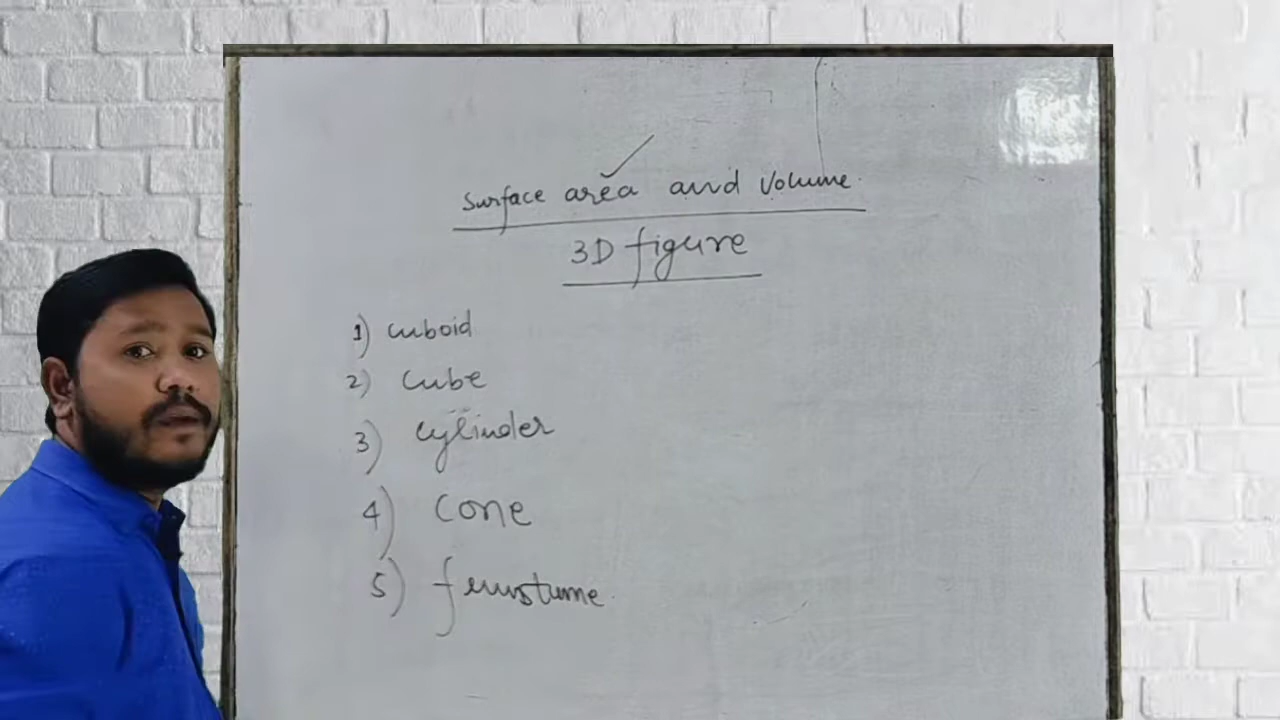 Surface area and Volume.
3D figure
1) cuboid
2) cube
3) cylinder
4) cone
5) frustume.